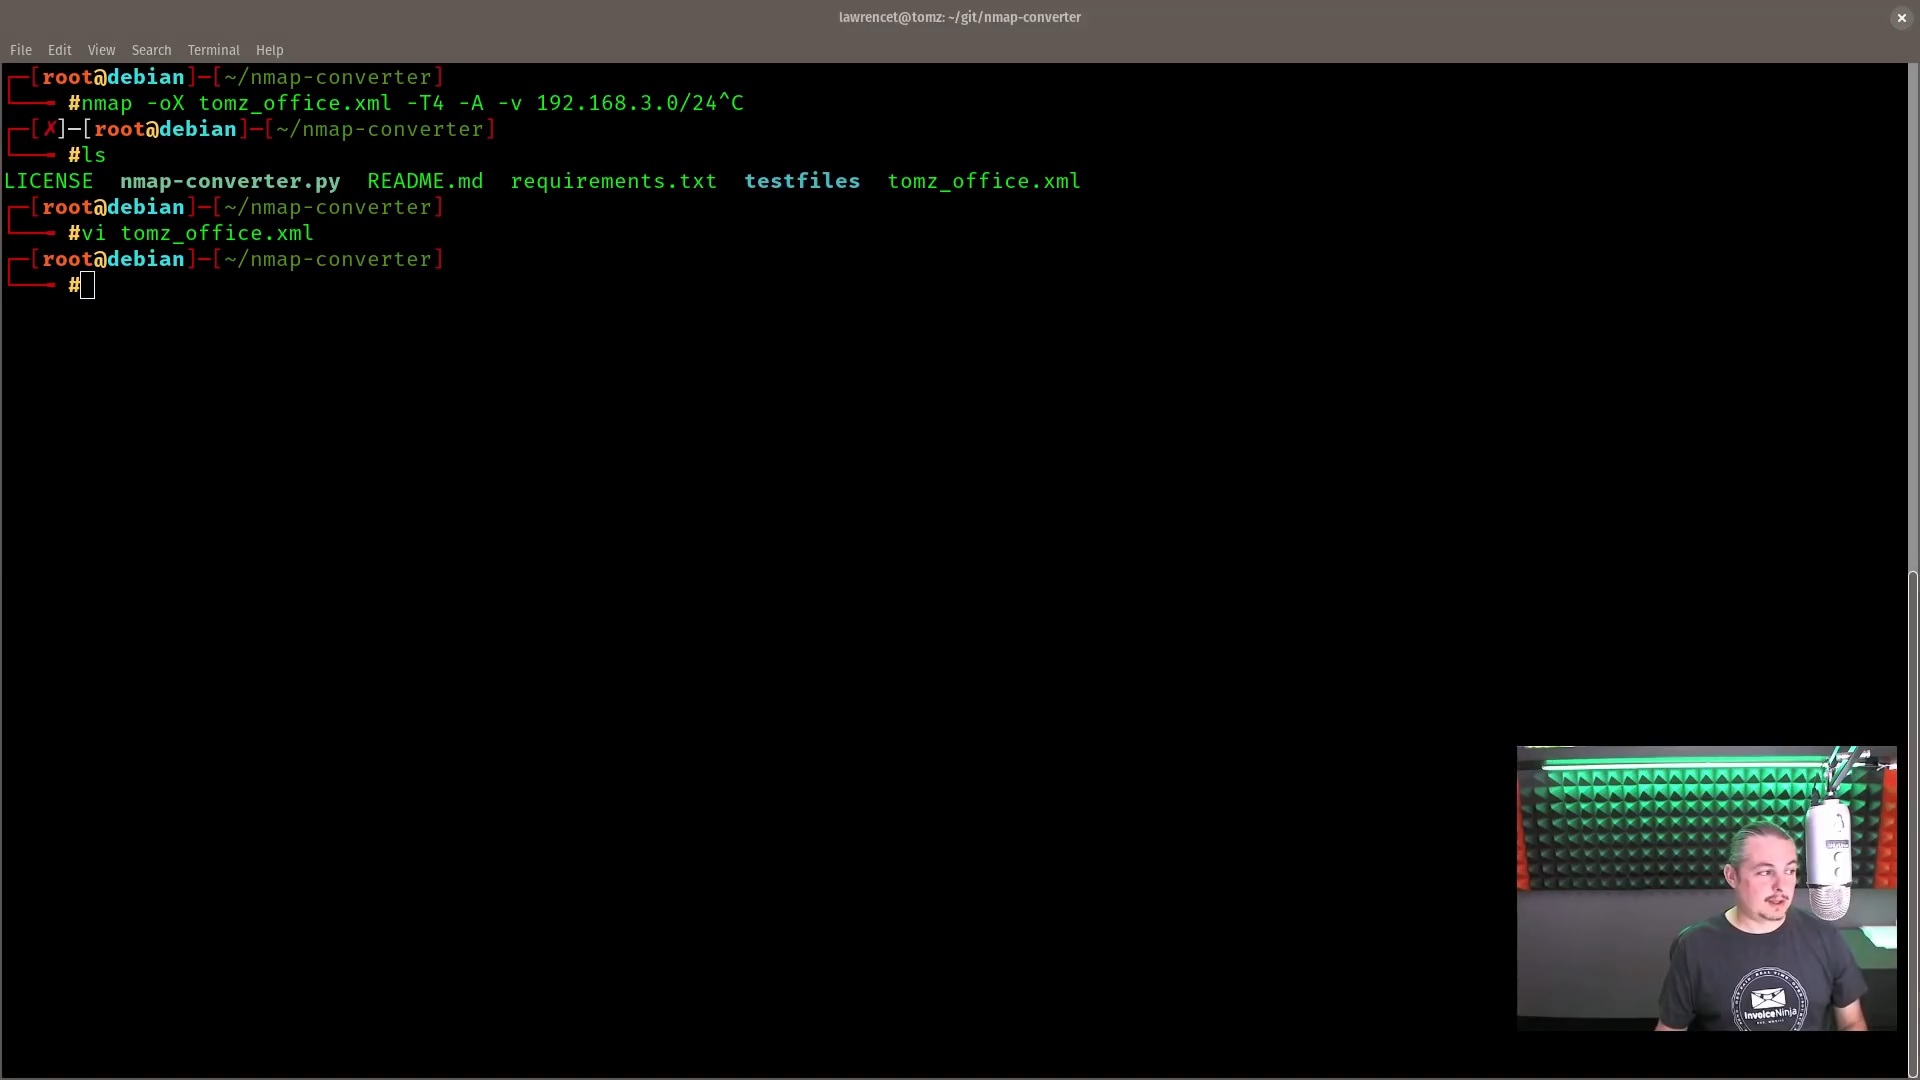 lawrencet@tomz: ~/git/nmap-converter
File Edit View Search Terminal Help
┌─[root@debian]─[~/nmap-converter]
└──╼ #nmap -oX tomz_office.xml -T4 -A -v 192.168.3.0/24^C
┌─[✗]─[root@debian]─[~/nmap-converter]
└──╼ #ls
LICENSE nmap-converter.py README.md requirements.txt testfiles tomz_office.xml
┌─[root@debian]─[~/nmap-converter]
└──╼ #vi tomz_office.xml
┌─[root@debian]─[~/nmap-converter]
└──╼ #
InvoiceNinja